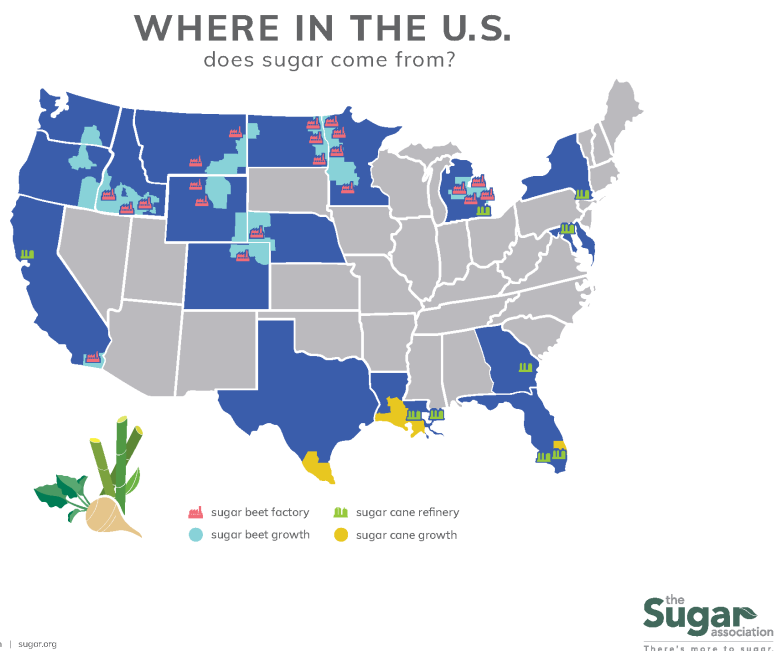 WHERE IN THE U.S.
does sugar come from?
sugar beet factory
sugar cane refinery
sugar beet growth
sugar cane growth
the
Sugar
association
There's more to sugar.
| sugar.org